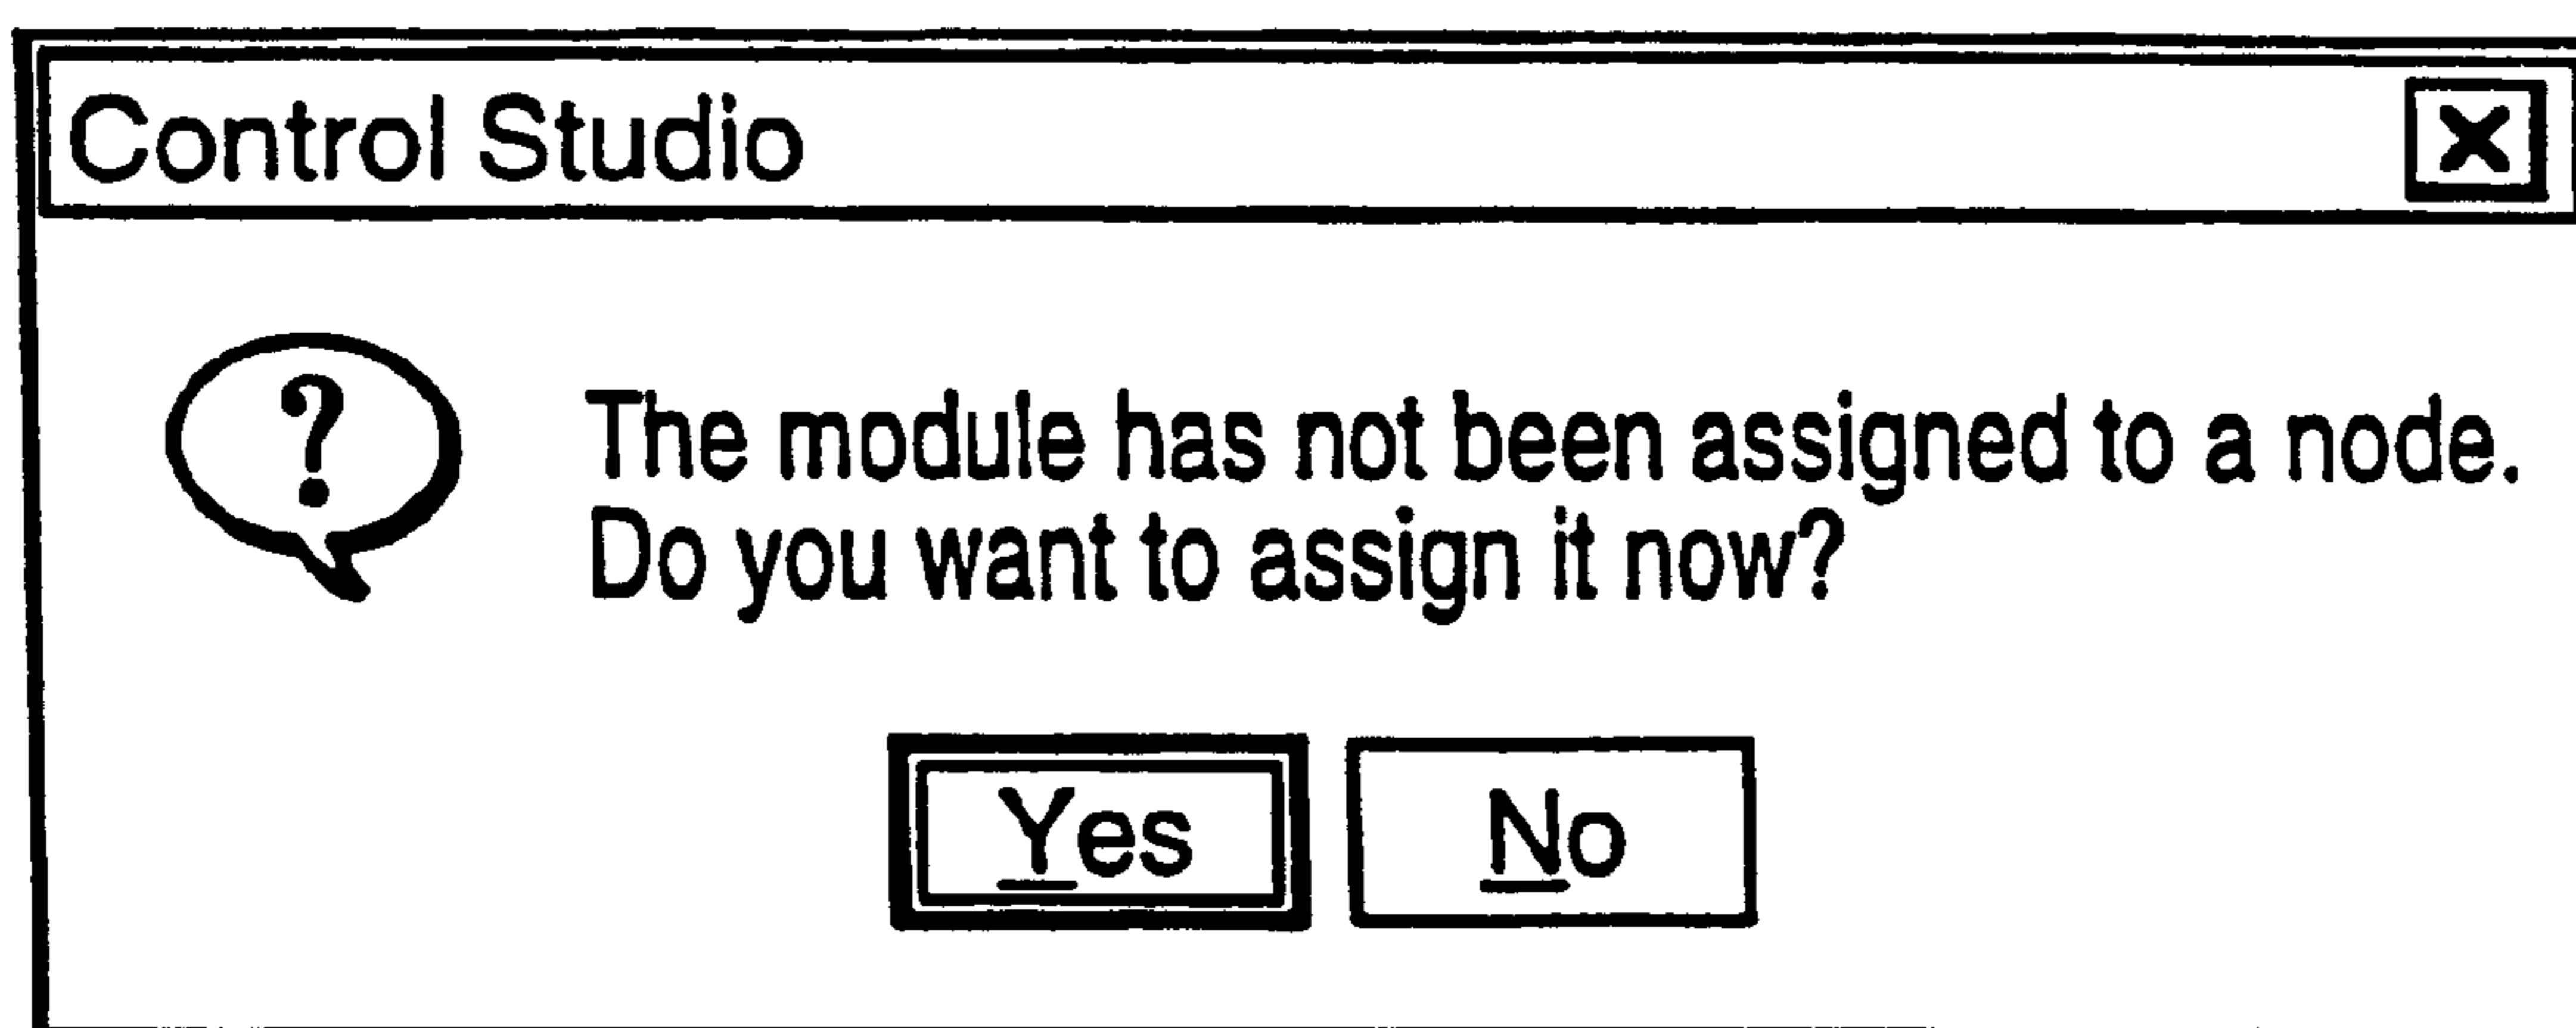 Control Studio
?
The module has not been assigned to a node.
Do you want to assign it now?
Yes No